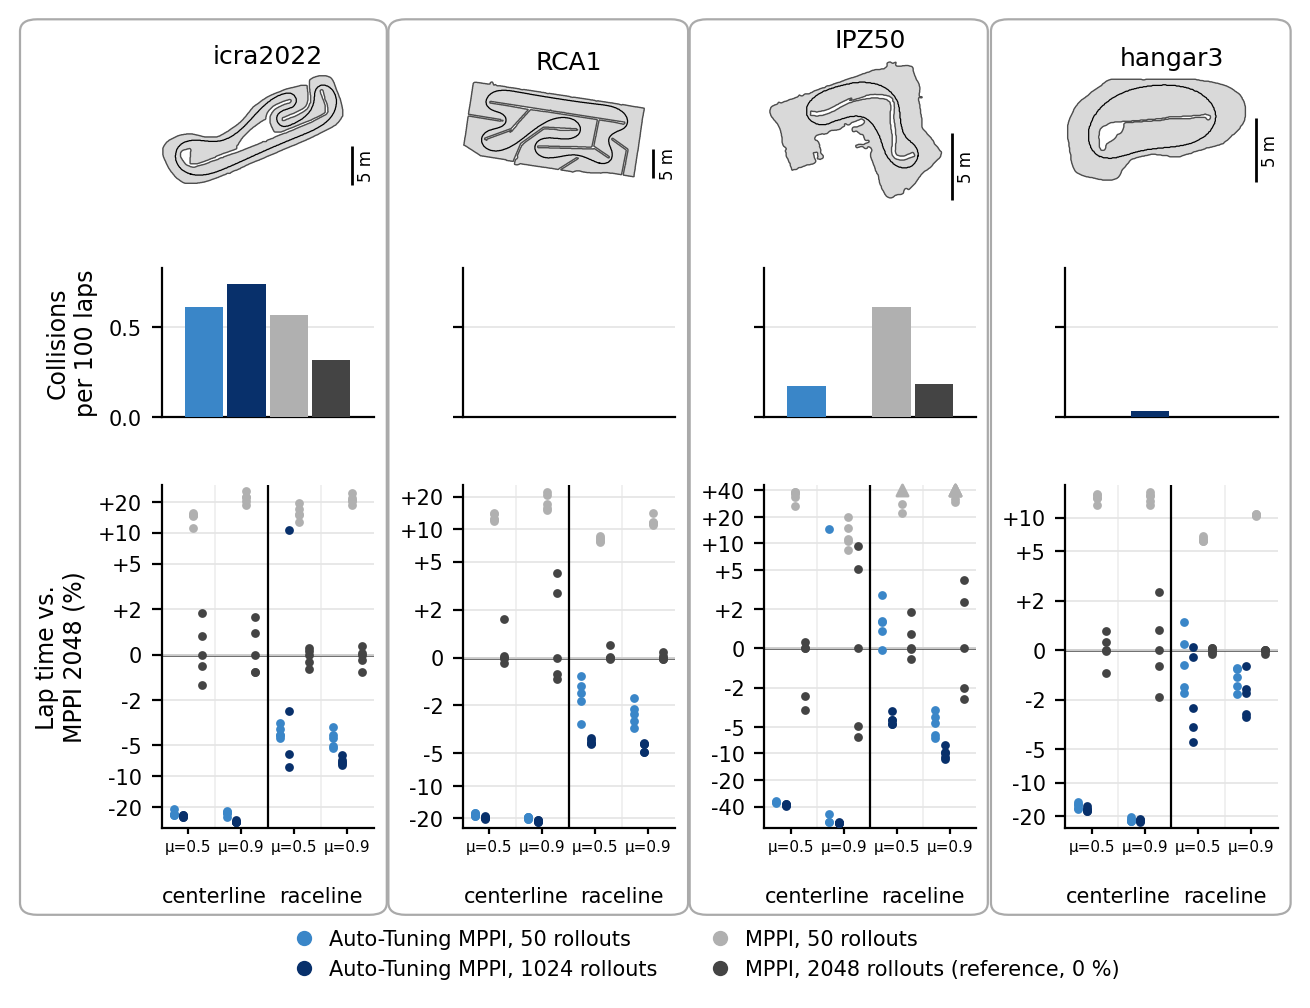 icra2022
RCA1
IPZ50
hangar3
5 m
5 m
5 m
5 m
Collisions
per 100 laps
0.5
0.0
Lap time vs.
MPPI 2048 (%)
+20
+10
+5
+2
0
-2
-5
-10
-20
+20
+10
+5
+2
0
-2
-5
-10
-20
+40
+20
+10
+5
+2
0
-2
-5
-10
-20
-40
+10
+5
+2
0
-2
-5
-10
-20
μ=0.5 μ=0.9 μ=0.5 μ=0.9
μ=0.5 μ=0.9 μ=0.5 μ=0.9
μ=0.5 μ=0.9 μ=0.5 μ=0.9
μ=0.5 μ=0.9 μ=0.5 μ=0.9
centerline raceline
centerline raceline
centerline raceline
centerline raceline
Auto-Tuning MPPI, 50 rollouts
Auto-Tuning MPPI, 1024 rollouts
MPPI, 50 rollouts
MPPI, 2048 rollouts (reference, 0 %)